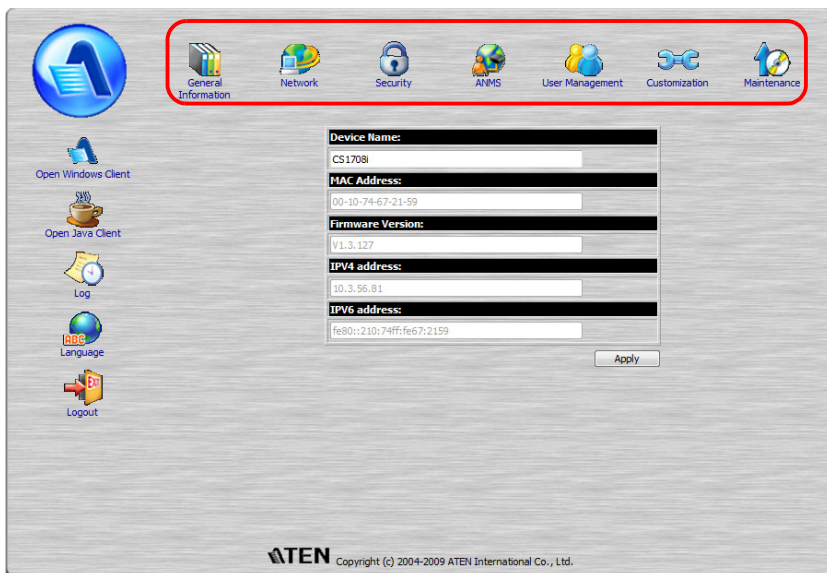 General Information
Network
Security
ANMS
User Management
Customization
Maintenance
Open Windows Client
Open Java Client
Log
ABC
Language
EXIT
Logout
Device Name:
CS1708i
MAC Address:
00-10-74-67-21-59
Firmware Version:
V1.3.127
IPV4 address:
10.3.56.81
IPV6 address:
fe80::210:74ff:fe67:2159
Apply
ATEN Copyright (c) 2004-2009 ATEN International Co., Ltd.